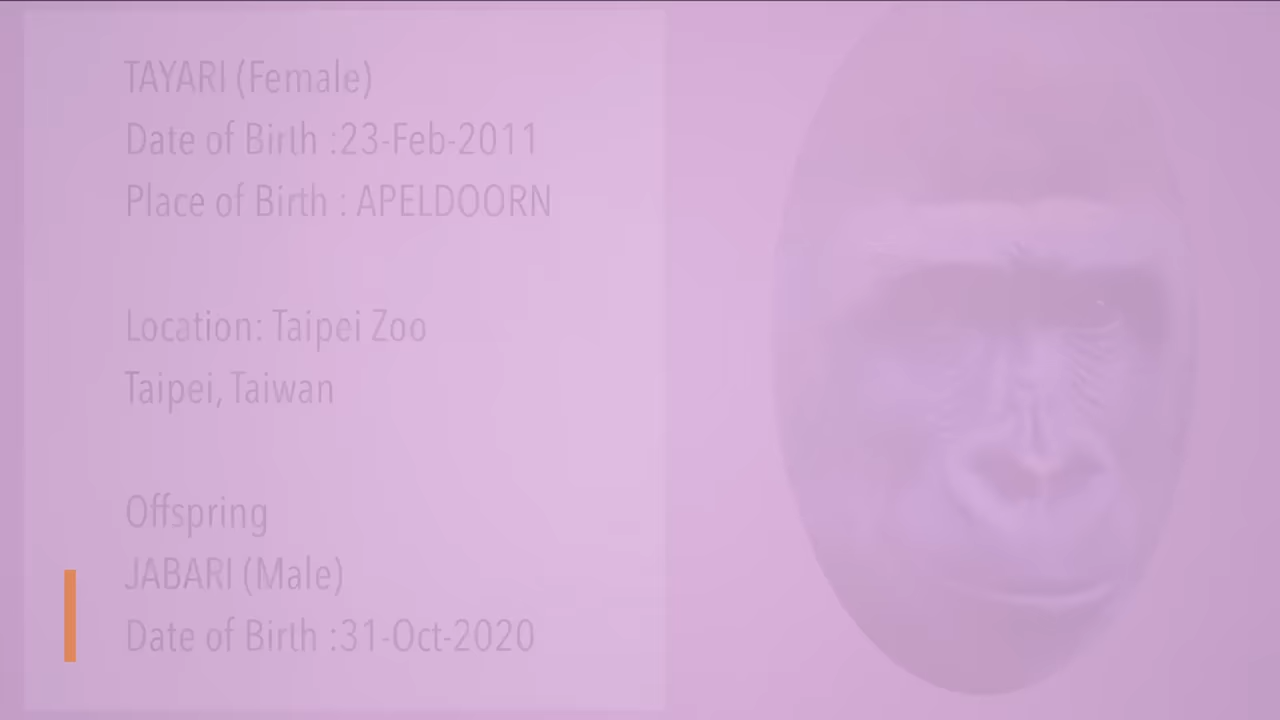 TAYARI (Female)
Date of Birth :23-Feb-2011
Place of Birth : APELDOORN
Location: Taipei Zoo
Taipei, Taiwan
Offspring
JABARI (Male)
Date of Birth :31-Oct-2020